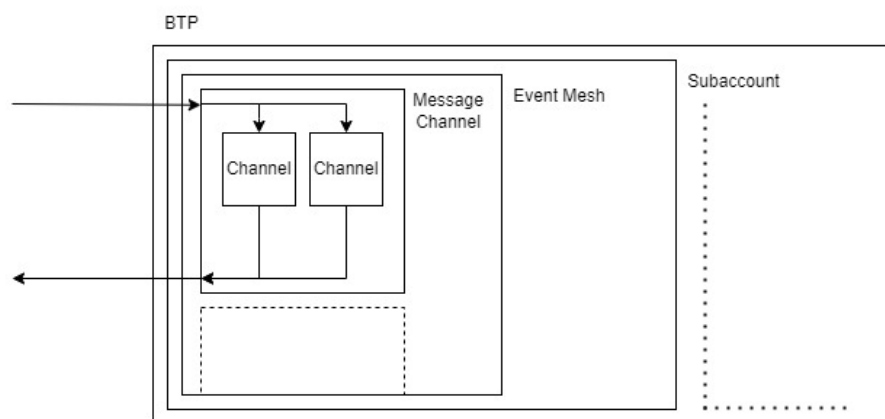 BTP
Subaccount
Event Mesh
Message
Channel
Channel
Channel